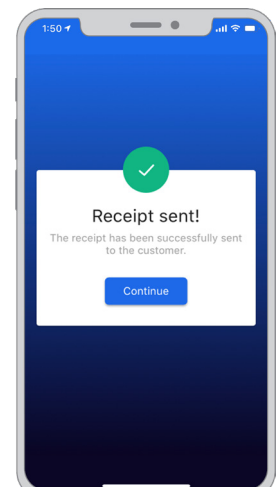 1:50
Receipt sent!
The receipt has been successfully sent
to the customer.
Continue